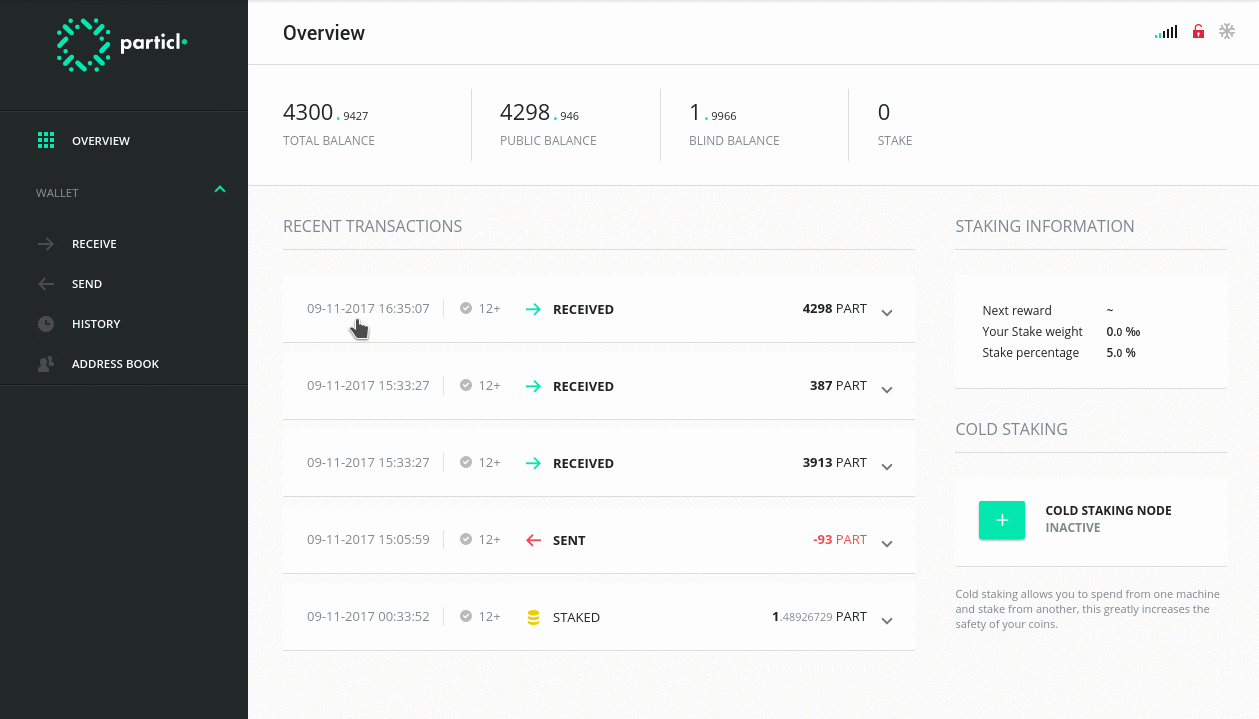 particl
OVERVIEW
WALLET
RECEIVE
SEND
HISTORY
ADDRESS BOOK
Overview
4300.9427
TOTAL BALANCE
4298.946
PUBLIC BALANCE
1.9966
BLIND BALANCE
0
STAKE
RECENT TRANSACTIONS
09-11-2017 16:35:07 12+ RECEIVED 4298 PART
09-11-2017 15:33:27 12+ RECEIVED 387 PART
09-11-2017 15:33:27 12+ RECEIVED 3913 PART
09-11-2017 15:05:59 12+ SENT -93 PART
09-11-2017 00:33:52 12+ STAKED 1.48926729 PART
STAKING INFORMATION
Next reward ~
Your Stake weight 0.0 ‰
Stake percentage 5.0 %
COLD STAKING
+
COLD STAKING NODE
INACTIVE
Cold staking allows you to spend from one machine
and stake from another, this greatly increases the
safety of your coins.